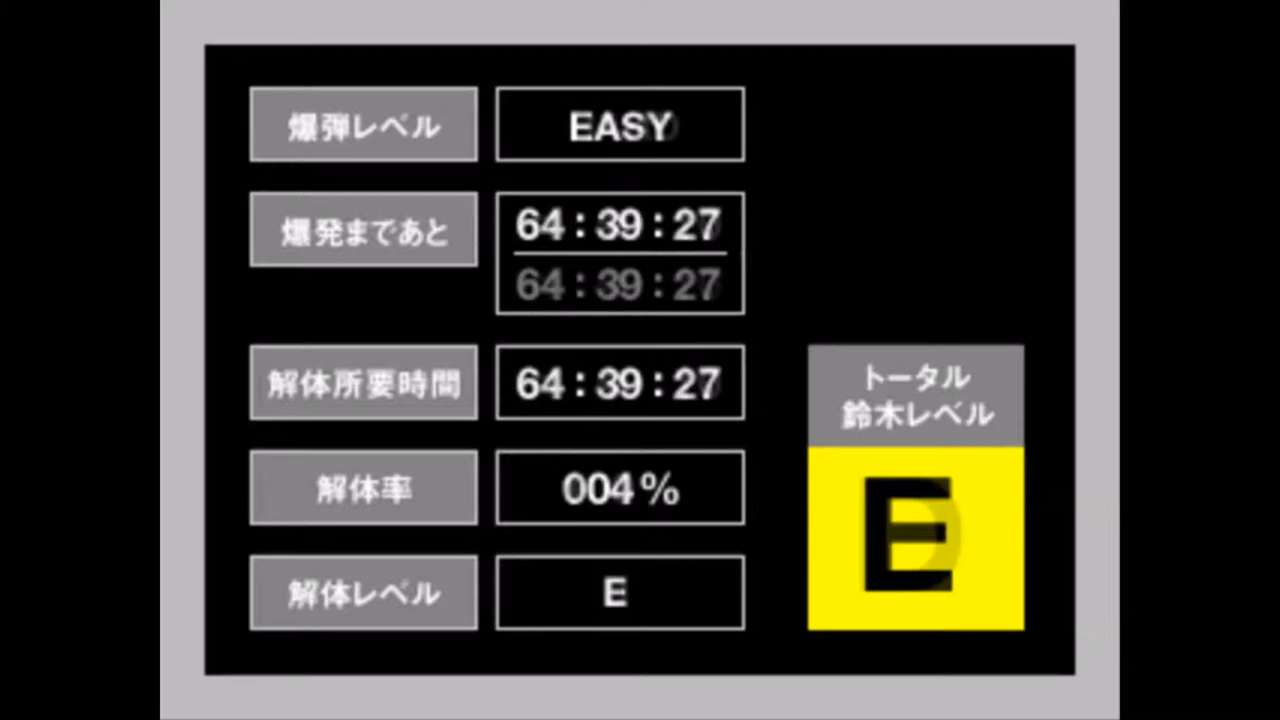 爆弾レベル
EASY
爆発まであと
64:39:27
64:39:27
解体所要時間
64:39:27
解体率
004%
解体レベル
E
トータル
鈴木レベル
E